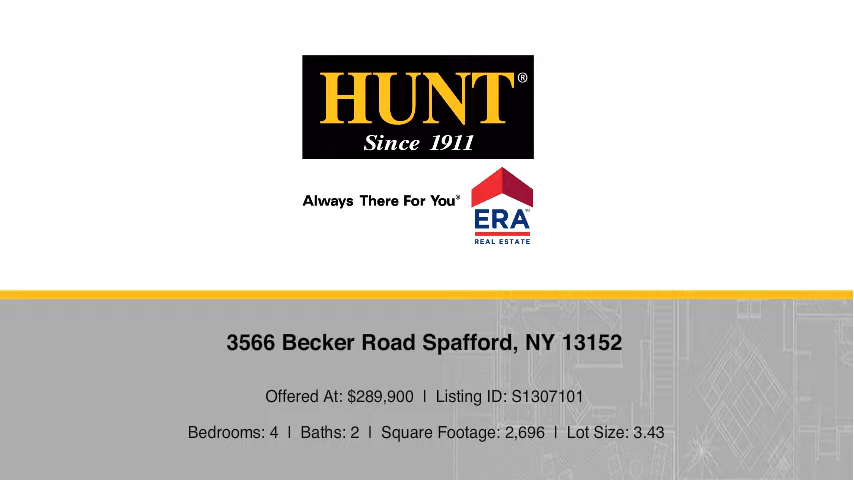 HUNT®
Since 1911
Always There For You®
ERA™
REAL ESTATE
3566 Becker Road Spafford, NY 13152
Offered At: $289,900 | Listing ID: S1307101
Bedrooms: 4 | Baths: 2 | Square Footage: 2,696 | Lot Size: 3.43